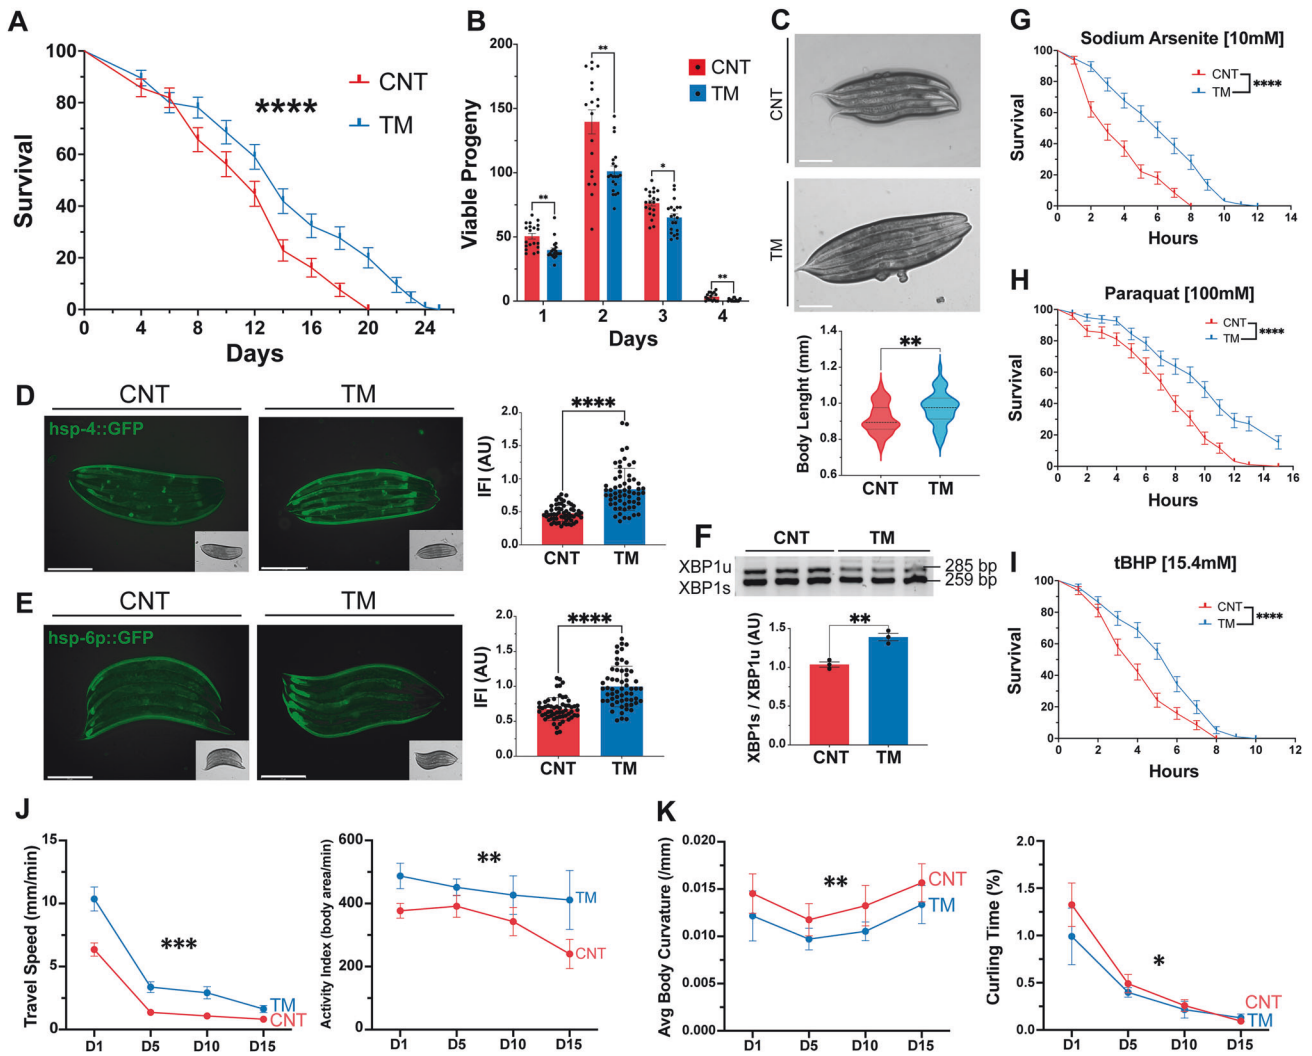 A
Survival
100
80
60
40
20
0
0 4 8 12 16 20 24
Days
****
CNT
TM
B
Viable Progeny
200
150
100
50
0
** ** * **
1 2 3 4
Days
CNT
TM
C
CNT
TM
Body Lenght (mm)
1.4
1.2
1.0
0.8
0.6
**
CNT TM
D
CNT TM
hsp-4::GFP
IFI (AU)
2.0
1.5
1.0
0.5
0.0
****
CNT TM
E
CNT TM
hsp-6p::GFP
IFI (AU)
2.0
1.5
1.0
0.5
0.0
****
CNT TM
F
CNT TM
XBP1u
XBP1s
285 bp
259 bp
XBP1s / XBP1u (AU)
1.5
1.0
0.5
0.0
**
CNT TM
G
Sodium Arsenite [10mM]
Survival
100
80
60
40
20
0
0 2 4 6 8 10 12 14
Hours
CNT
TM
****
H
Paraquat [100mM]
Survival
100
80
60
40
20
0
0 2 4 6 8 10 12 14 16
Hours
CNT
TM
****
I
tBHP [15.4mM]
Survival
100
80
60
40
20
0
0 2 4 6 8 10 12
Hours
CNT
TM
****
J
Travel Speed (mm/min)
15
10
5
0
***
TM
CNT
D1 D5 D10 D15
Activity Index (body area/min)
600
400
200
0
**
TM
CNT
D1 D5 D10 D15
K
Avg Body Curvature (/mm)
0.020
0.015
0.010
0.005
0.000
**
CNT
TM
D1 D5 D10 D15
Curling Time (%)
2.0
1.5
1.0
0.5
0.0
*
CNT
TM
D1 D5 D10 D15